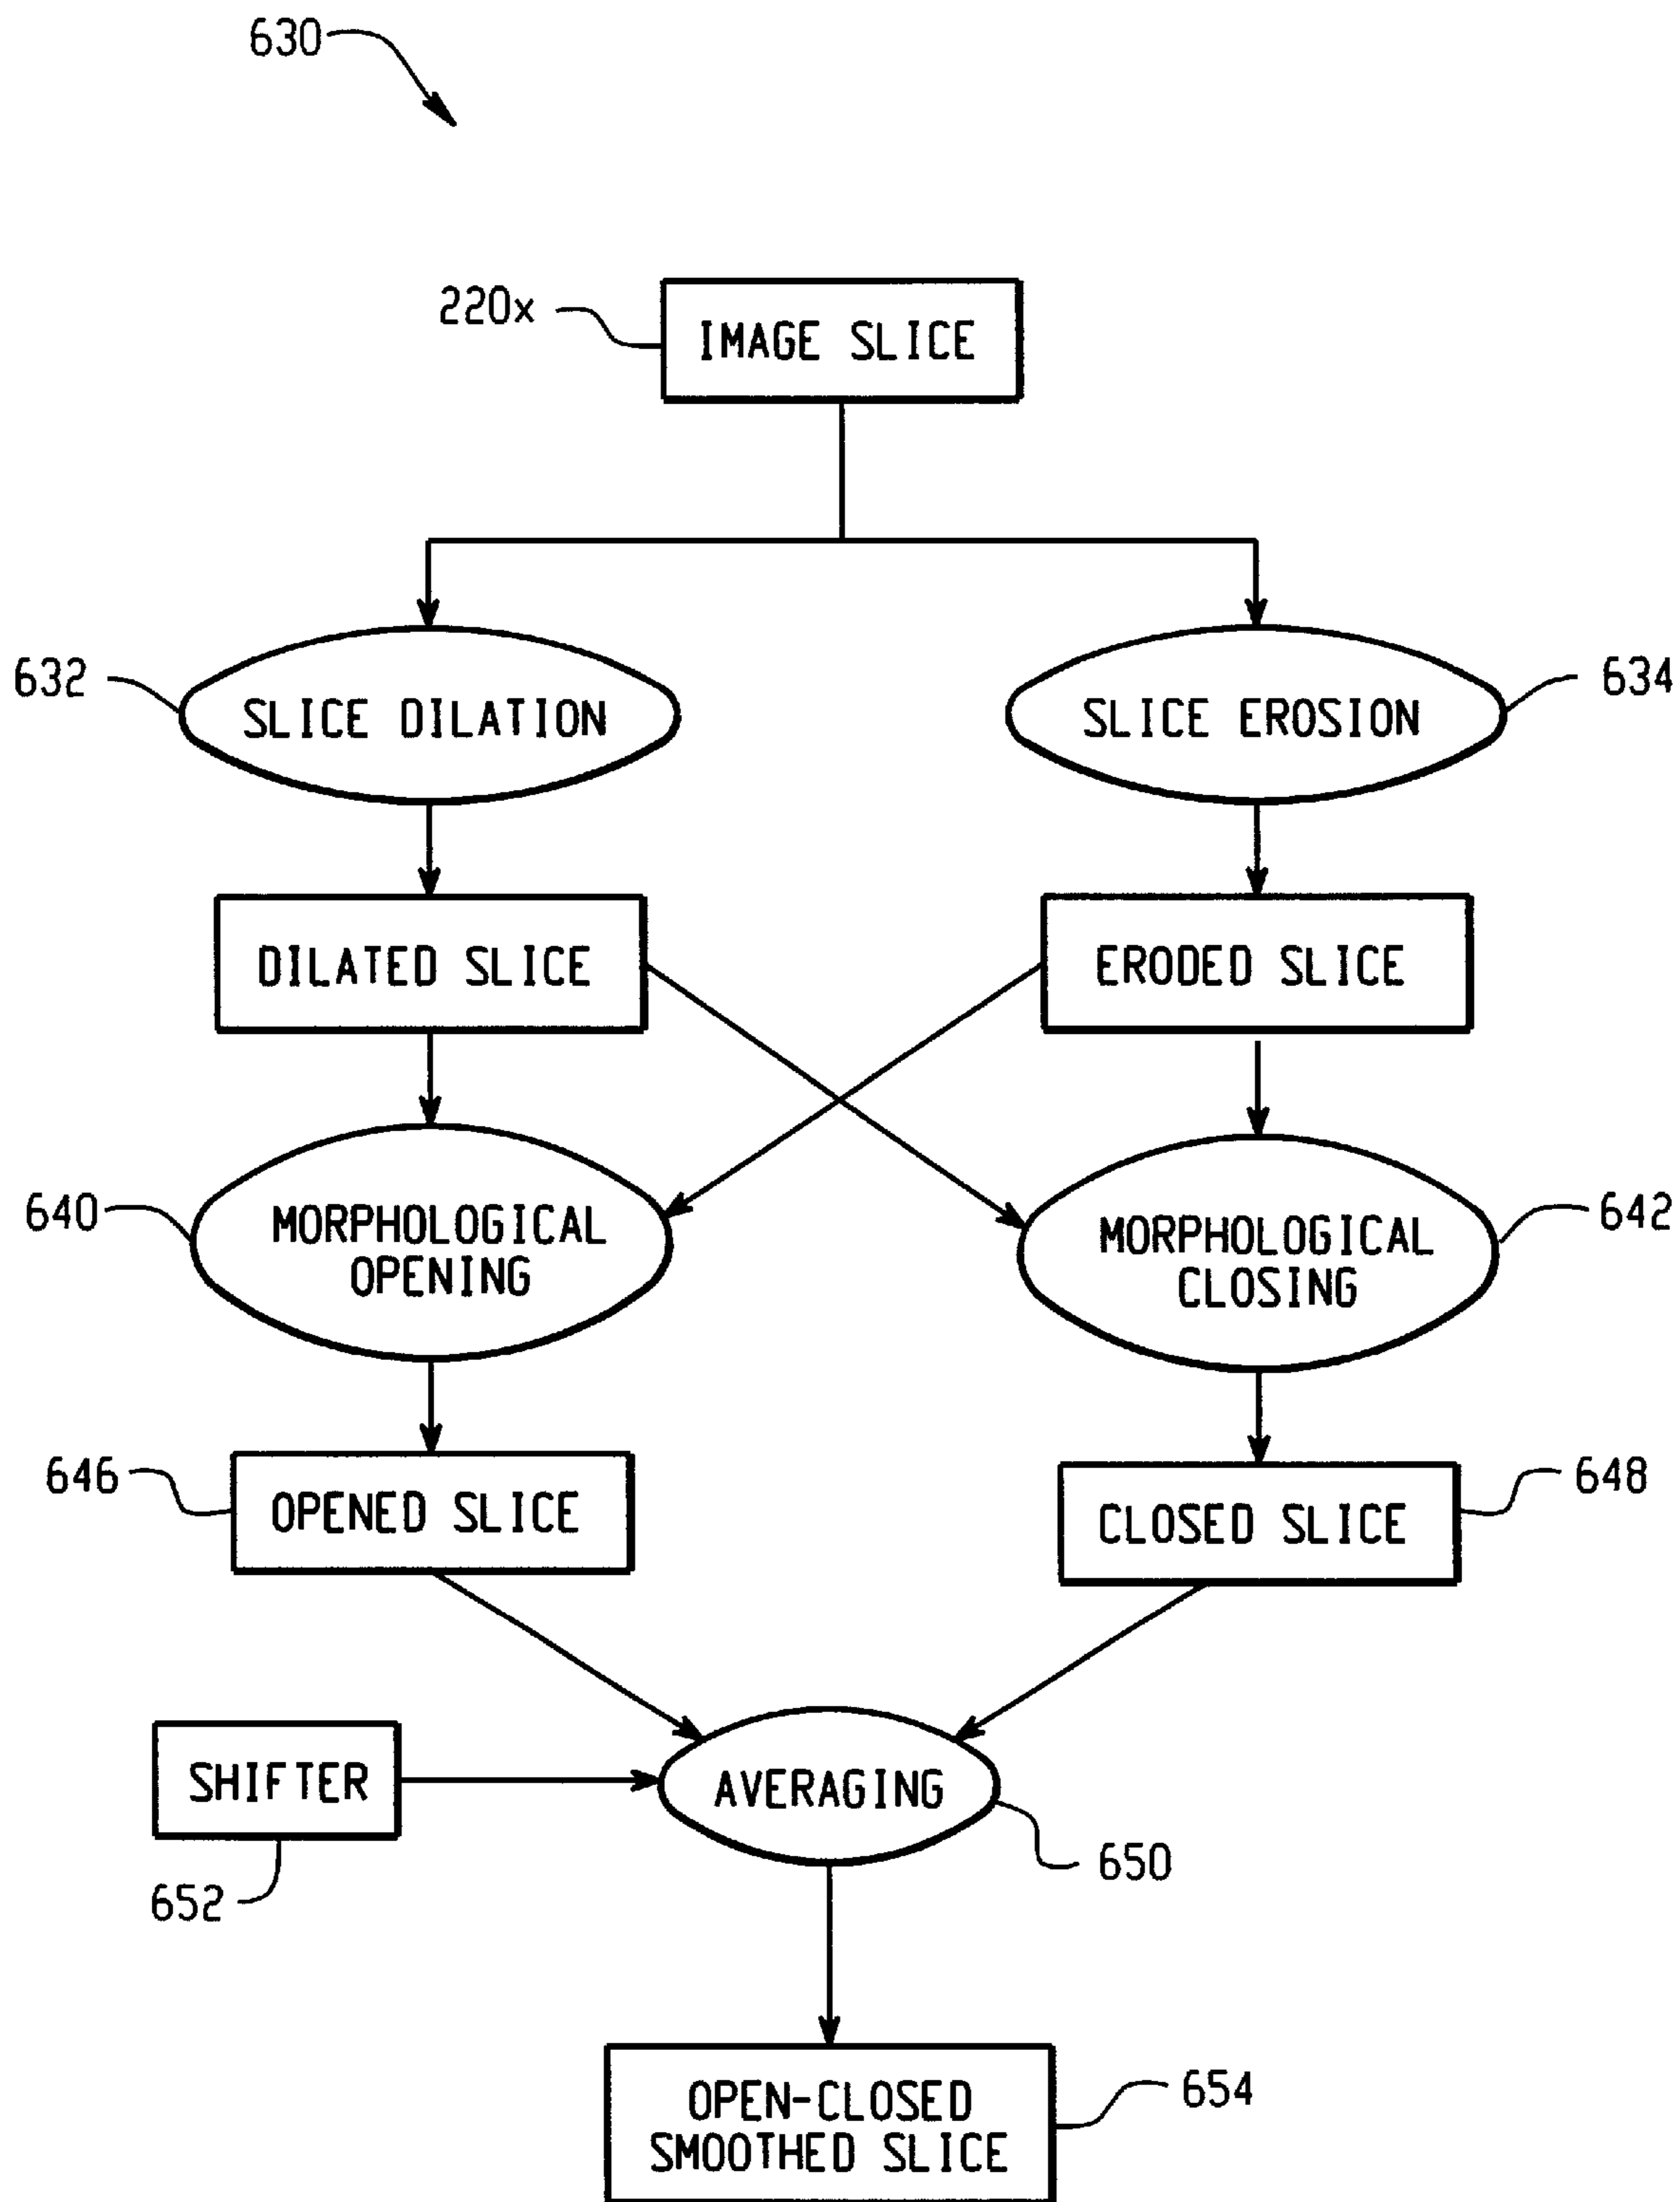 630
220x
IMAGE SLICE
632
SLICE DILATION
SLICE EROSION
634
DILATED SLICE
ERODED SLICE
640
MORPHOLOGICAL
OPENING
MORPHOLOGICAL
CLOSING
642
646
OPENED SLICE
CLOSED SLICE
648
SHIFTER
652
AVERAGING
650
OPEN-CLOSED
SMOOTHED SLICE
654